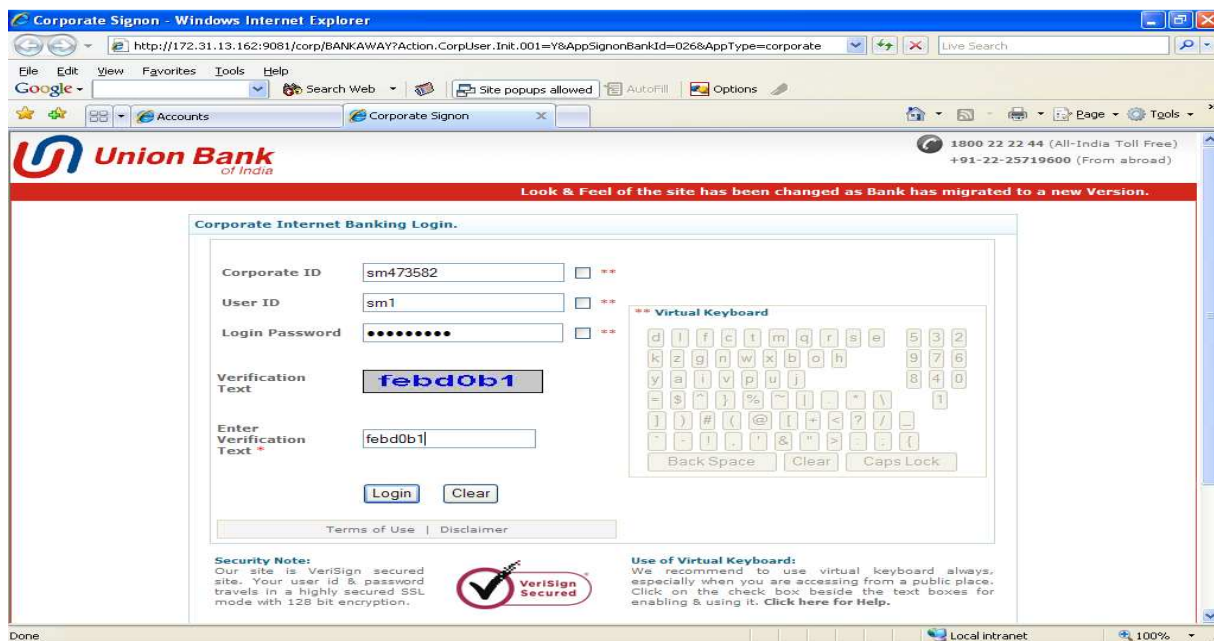 Corporate Signon - Windows Internet Explorer
http://172.31.13.162:9081/corp/BANKAWAY?Action.CorpUser.Init.001=Y&AppSignonBankId=026&AppType=corporate
Live Search
File Edit View Favorites Tools Help
Google
Search Web
Site popups allowed
AutoFill
Options
Accounts
Corporate Signon
Page
Tools
Union Bank
of India
1800 22 22 44 (All-India Toll Free)
+91-22-25719600 (From abroad)
Look & Feel of the site has been changed as Bank has migrated to a new Version.
Corporate Internet Banking Login.
Corporate ID sm473582 **
User ID sm1 **
Login Password ••••••••• **
Verification
Text
febd0b1
Enter
Verification
Text *
febd0b1
Login Clear
Terms of Use | Disclaimer
** Virtual Keyboard
d l f c t m q r s e 5 3 2
k z g n w x b o h 9 7 6
y a i v p u j 8 4 0
= $ ^ } % ~ | . * \ 1
] ) # ( @ [ + < ? / _
` - ! , ' & " > : ; {
Back Space Clear Caps Lock
Security Note:
Our site is VeriSign secured
site. Your user id & password
travels in a highly
secured SSL
mode with 128 bit encryption.
VeriSign
Secured
Use of Virtual Keyboard:
We recommend to use virtual keyboard always,
especially when you are accessing from a public place.
Click on the check box beside the text boxes for
enabling & using it. Click here for Help.
Done
Local intranet
100%